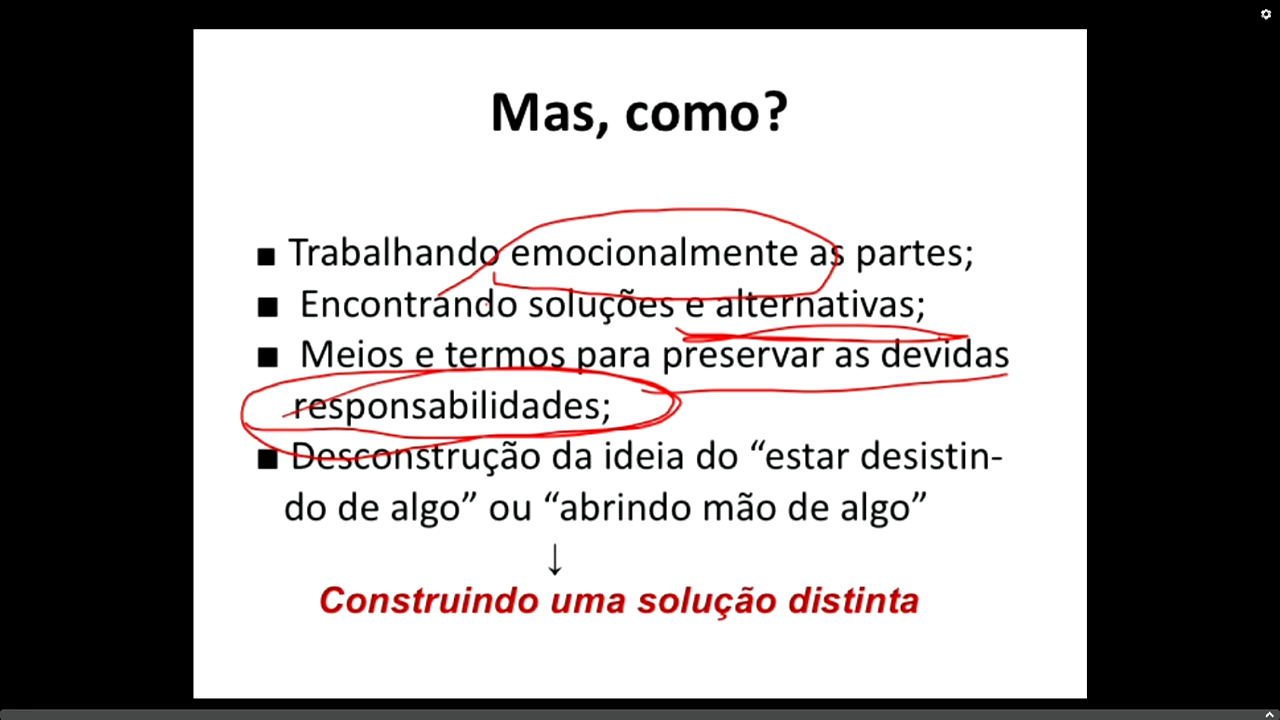 Mas, como?
■ Trabalhando emocionalmente as partes;
■ Encontrando soluções e alternativas;
■ Meios e termos para preservar as devidas
responsabilidades;
■ Desconstrução da ideia do “estar desistin-
do de algo” ou “abrindo mão de algo”
↓
Construindo uma solução distinta